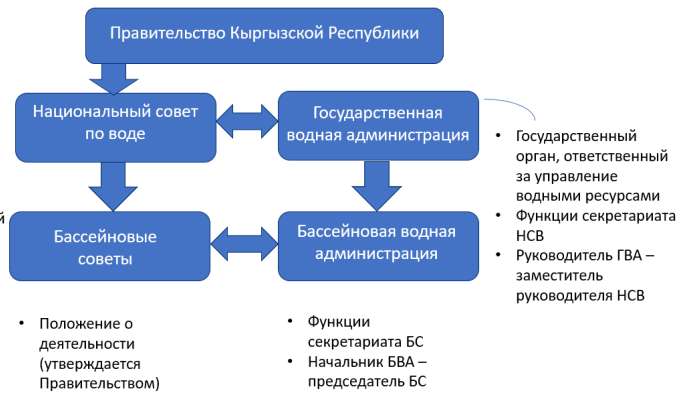 Правительство Кыргызской Республики
Национальный совет
по воде
Государственная
водная администрация
• Государственный
орган, ответственный
за управление
водными ресурсами
• Функции секретариата
НСВ
• Руководитель ГВА –
заместитель
руководителя НСВ
й
Бассейновые
советы
Бассейновая водная
администрация
• Положение о
деятельности
(утверждается
Правительством)
• Функции
секретариата БС
• Начальник БВА –
председатель БС